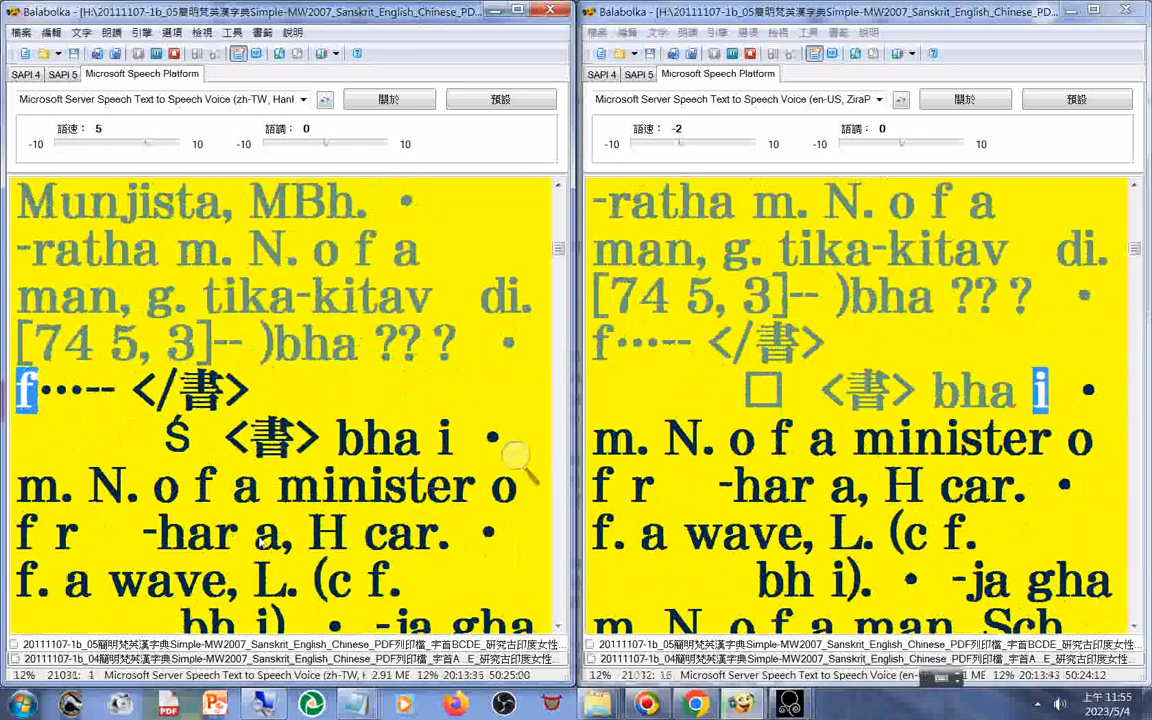 Balabolka - [H:\20111107-1b_05簡明梵英漢字典Simple-MW2007_Sanskrit_English_Chinese_PD...
檔案 編輯 文字 朗讀 引擎 選項 檢視 工具 書籤 說明
SAPI 4 SAPI 5 Microsoft Speech Platform
Microsoft Server Speech Text to Speech Voice (zh-TW, Hanl
關於 預設
語速： 5 語調： 0
-10 10 -10 10
Munjista, MBh. •
-ratha m. N. o f a
man, g. tika-kitav di.
[74 5, 3]-- )bha ?? ? •
f···-- </書>
Ś <書> bha i •
m. N. o f a minister o
f r -har a, H car. •
f. a wave, L. (c f.
bh i). • -ja gha
20111107-1b_05簡明梵英漢字典Simple-MW2007_Sanskrit_English_Chinese_PDF列印檔_字首BCDE_研究古印度女性...
20111107-1b_04簡明梵英漢字典Simple-MW2007_Sanskrit_English_Chinese_PDF列印檔_字首A...E_研究古印度女性...
12% 21031: 1 Microsoft Server Speech Text to Speech Voice (zh-TW, H 2.91 MB 12% 20:13:35 50:25:00
Balabolka - [H:\20111107-1b_05簡明梵英漢字典Simple-MW2007_Sanskrit_English_Chinese_PD...
檔案 編輯 文字 朗讀 引擎 選項 檢視 工具 書籤 說明
SAPI 4 SAPI 5 Microsoft Speech Platform
Microsoft Server Speech Text to Speech Voice (en-US, ZiraP
關於 預設
語速： -2 語調： 0
-10 10 -10 10
-ratha m. N. o f a
man, g. tika-kitav di.
[74 5, 3]-- )bha ?? ? •
f···-- </書>
□ <書> bha i •
m. N. o f a minister o
f r -har a, H car. •
f. a wave, L. (c f.
bh i). • -ja gha
m. N. o f a man, Sch
20111107-1b_05簡明梵英漢字典Simple-MW2007_Sanskrit_English_Chinese_PDF列印檔_字首BCDE_研究古印度女性...
20111107-1b_04簡明梵英漢字典Simple-MW2007_Sanskrit_English_Chinese_PDF列印檔_字首A...E_研究古印度女性...
12% Microsoft Server Speech Text to Speech Voice (en-US, 12% 20:13:43 50:24:12
上午 11:55
2023/5/4